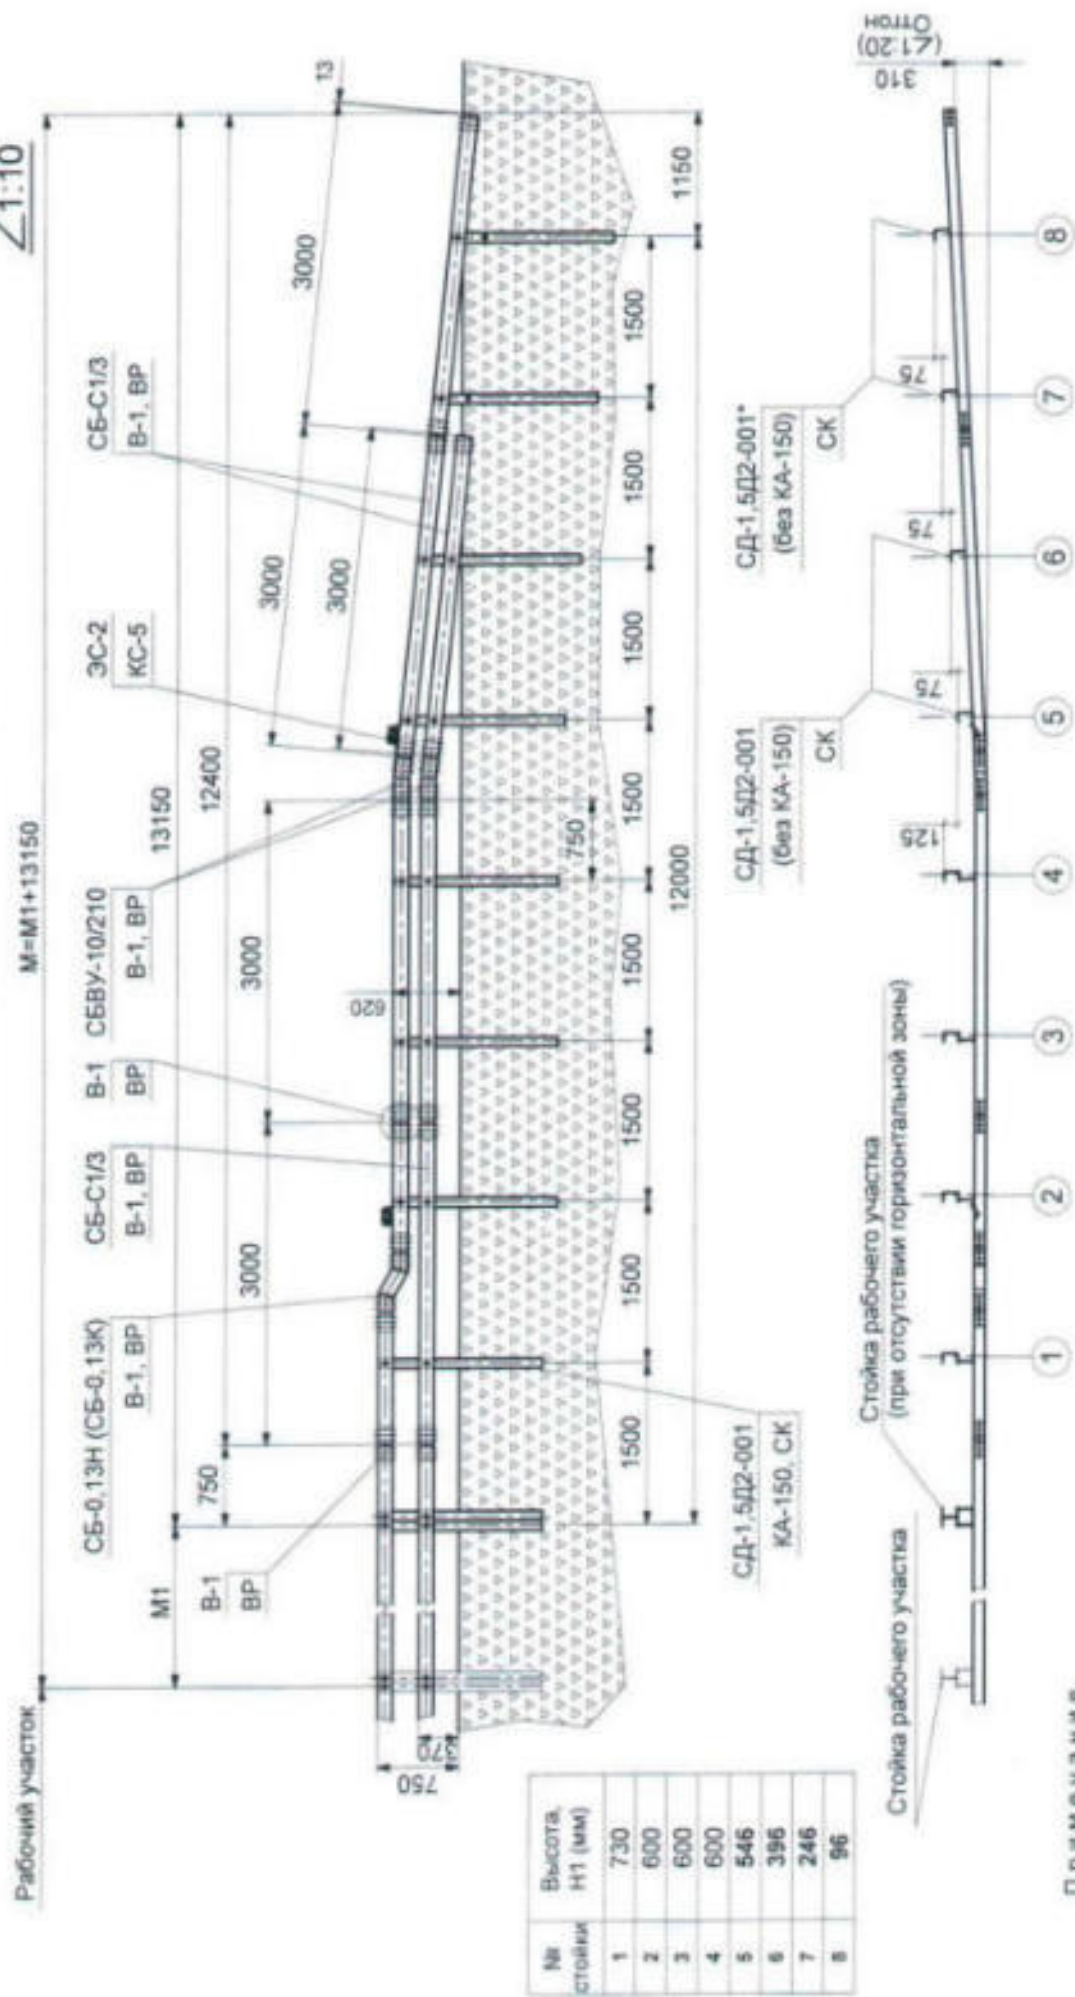 ∠1:10
Рабочий участок
М=М1+13150
13150
12400
М1
750
3000
3000
3000
3000
3000
13
СБ-0,13Н (СБ-0,13К)
В-1, ВР
СБ-С1/3
В-1, ВР
В-1
ВР
СБВУ-10/210
В-1, ВР
ЭС-2
КС-5
СБ-С1/3
В-1, ВР
В-1
ВР
750
370
620
750
1500
1500
1500
1500
1500
1500
1500
1500
1150
12000
СД-1,5Д2-001
КА-150, СК
СД-1,5Д2-001
(без КА-150)
СК
СД-1,5Д2-001*
(без КА-150)
СК
№ стойки
Высота, Н1 (мм)
1 730
2 600
3 600
4 600
5 546
6 396
7 246
8 96
Стойка рабочего участка
Стойка рабочего участка
(при отсутствии горизонтальной зоны)
125
75
75
75
310
(∠1:20)
Отгон
1
2
3
4
5
6
7
8